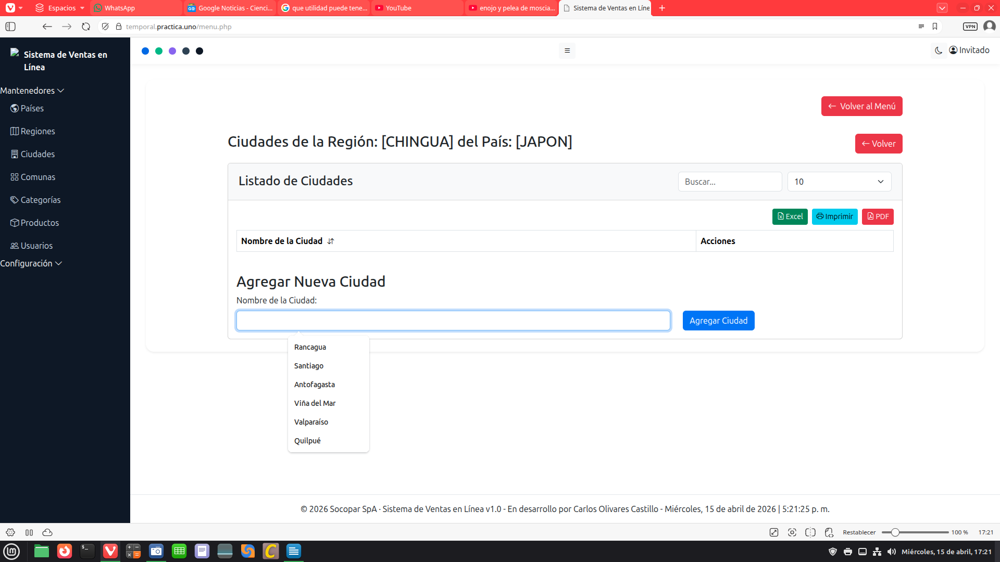 Espacios
WhatsApp
Google Noticias - Cienci...
que utilidad puede tene...
YouTube
enojo y pelea de moscia...
Sistema de Ventas en Líne
temporal.practica.uno/menu.php
VPN
Sistema de Ventas en
Línea
Invitado
Mantenedores
Países
Regiones
Ciudades
Comunas
Categorías
Productos
Usuarios
Configuración
Volver al Menú
Ciudades de la Región: [CHINGUA] del País: [JAPON]
Volver
Listado de Ciudades
Buscar...
10
Excel
Imprimir
PDF
Nombre de la Ciudad
Acciones
Agregar Nueva Ciudad
Nombre de la Ciudad:
Agregar Ciudad
Rancagua
Santiago
Antofagasta
Viña del Mar
Valparaíso
Quilpué
© 2026 Socopar SpA · Sistema de Ventas en Línea v1.0 - En desarrollo por Carlos Olivares Castillo - Miércoles, 15 de abril de 2026 | 5:21:25 p. m.
Restablecer
100 %
17:21
Miércoles, 15 de abril, 17:21